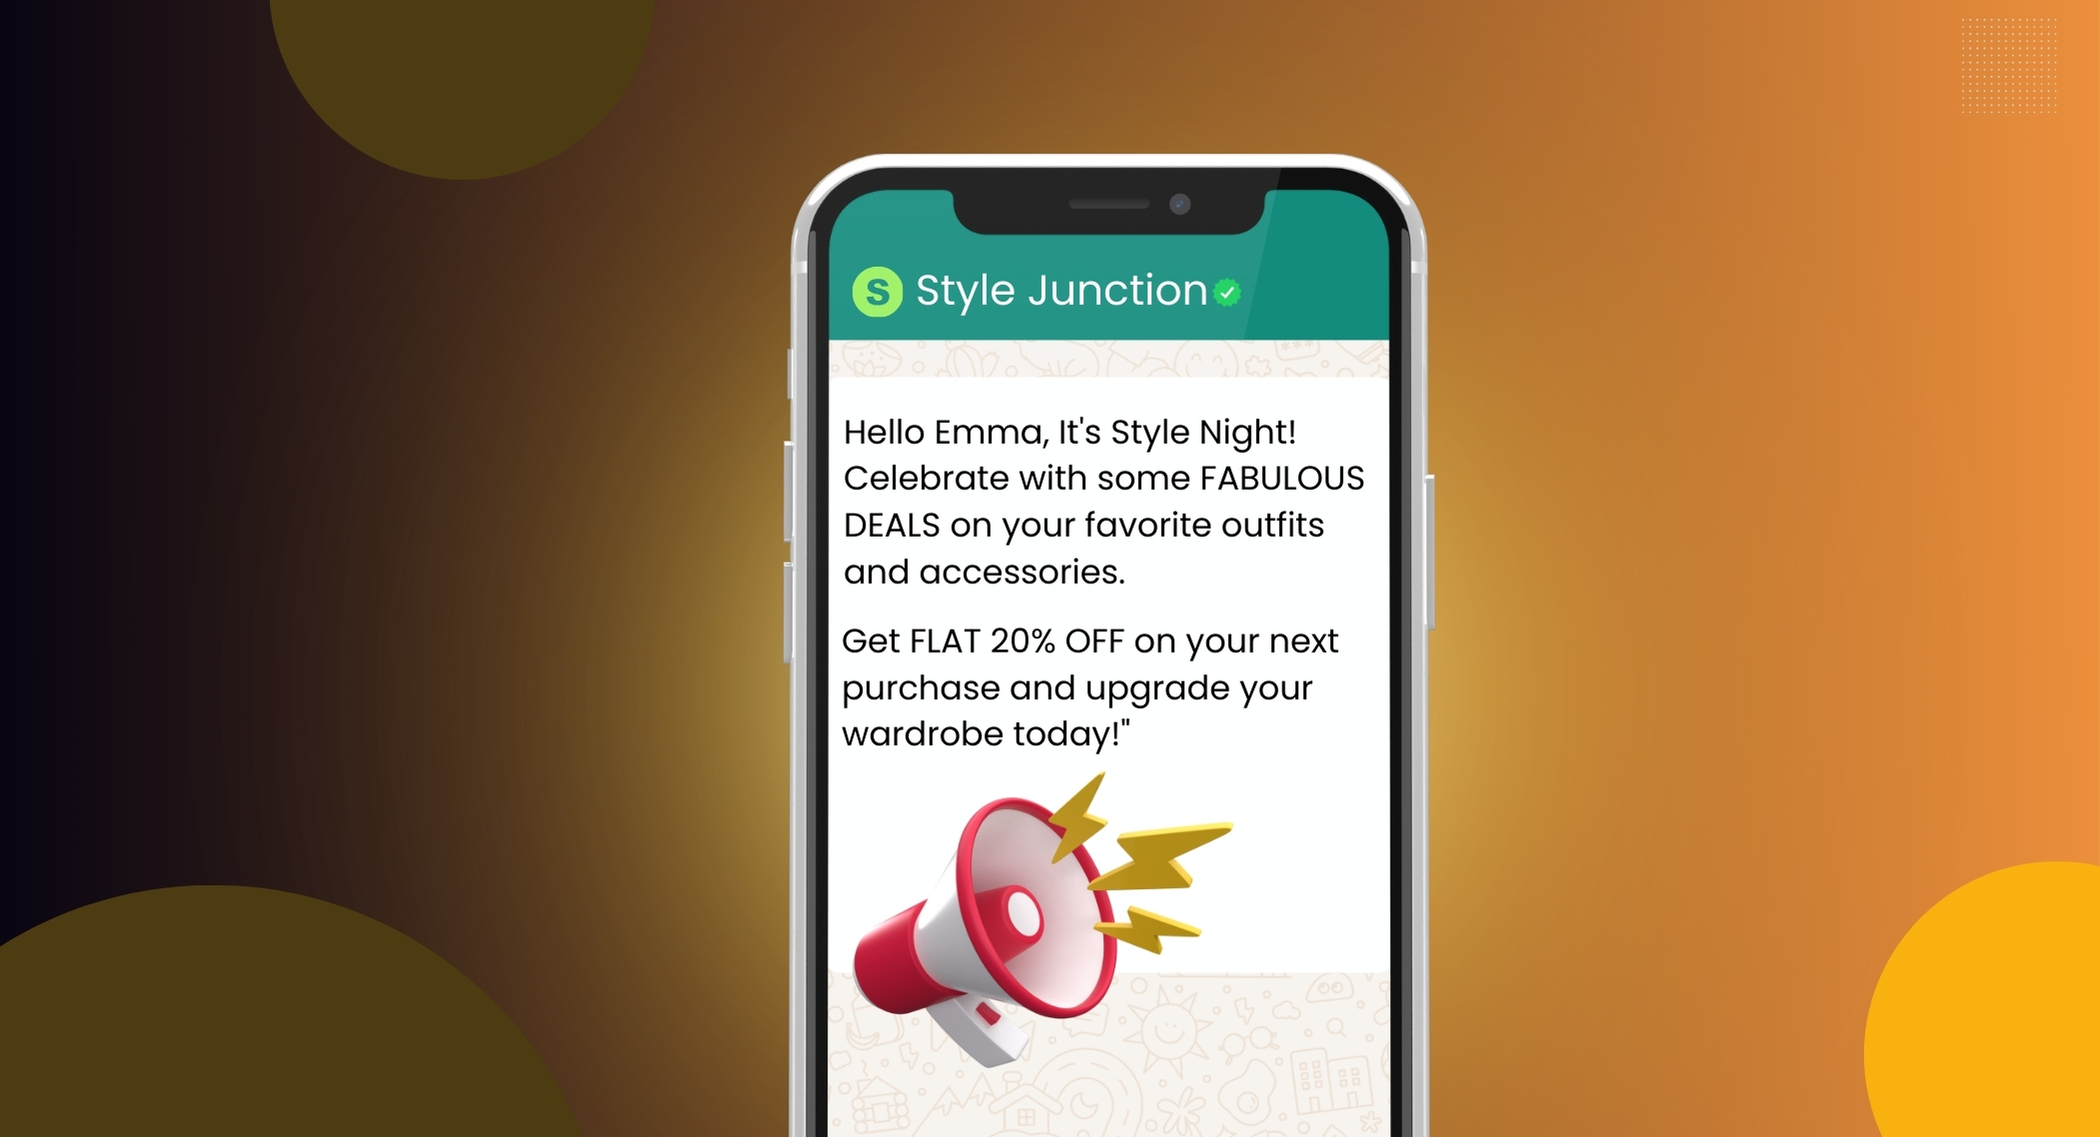 S Style Junction
Hello Emma, It's Style Night!
Celebrate with some FABULOUS
DEALS on your favorite outfits
and accessories.
Get FLAT 20% OFF on your next
purchase and upgrade your
wardrobe today!"